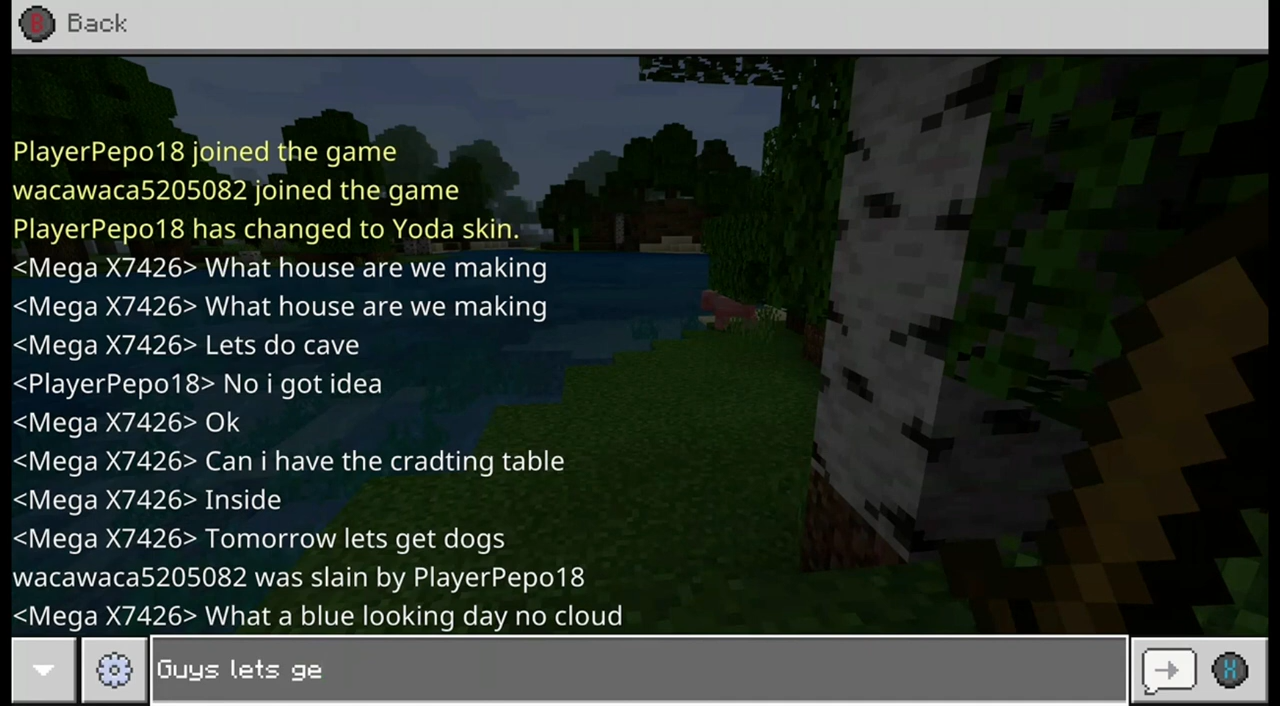 B Back
PlayerPepo18 joined the game
wacawaca5205082 joined the game
PlayerPepo18 has changed to Yoda skin.
<Mega X7426> What house are we making
<Mega X7426> What house are we making
<Mega X7426> Lets do cave
<PlayerPepo18> No i got idea
<Mega X7426> Ok
<Mega X7426> Can i have the cradting table
<Mega X7426> Inside
<Mega X7426> Tomorrow lets get dogs
wacawaca5205082 was slain by PlayerPepo18
<Mega X7426> What a blue looking day no cloud
Guys lets ge
X